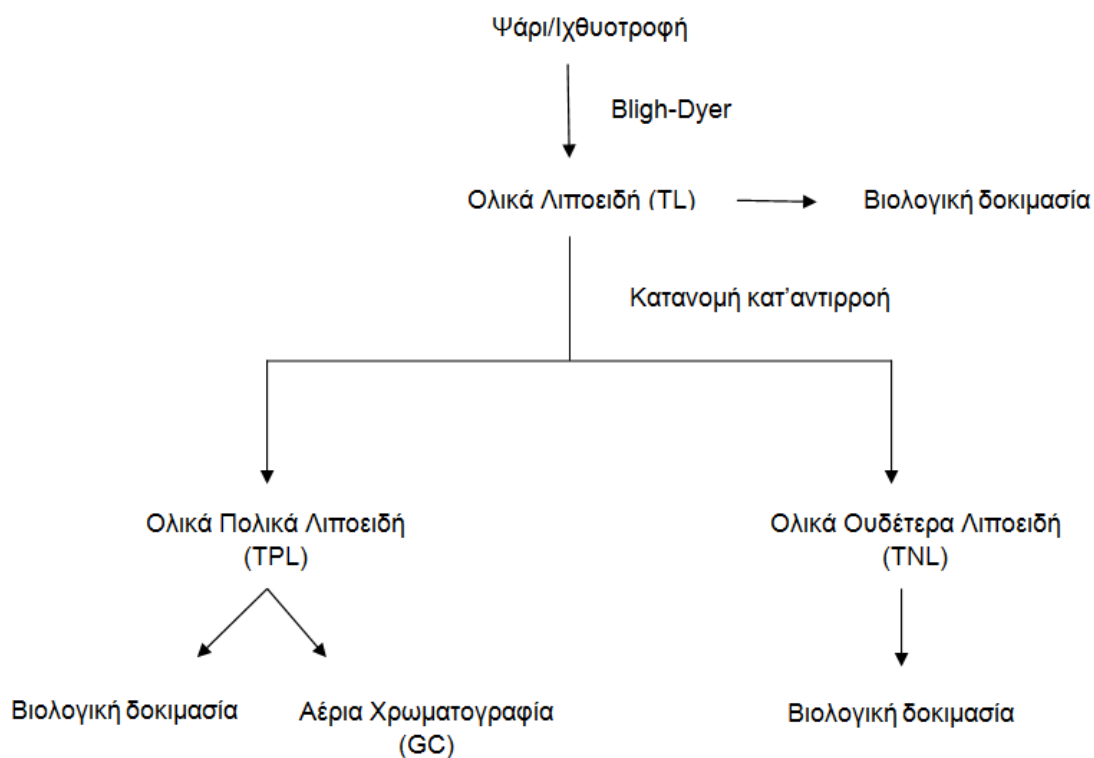 Ψάρι/Ιχθυοτροφή
Bligh-Dyer
Ολικά Λιποειδή (TL)
Βιολογική δοκιμασία
Κατανομή κατ’αντιρροή
Ολικά Πολικά Λιποειδή
(TPL)
Ολικά Ουδέτερα Λιποειδή
(TNL)
Βιολογική δοκιμασία
Αέρια Χρωματογραφία
(GC)
Βιολογική δοκιμασία